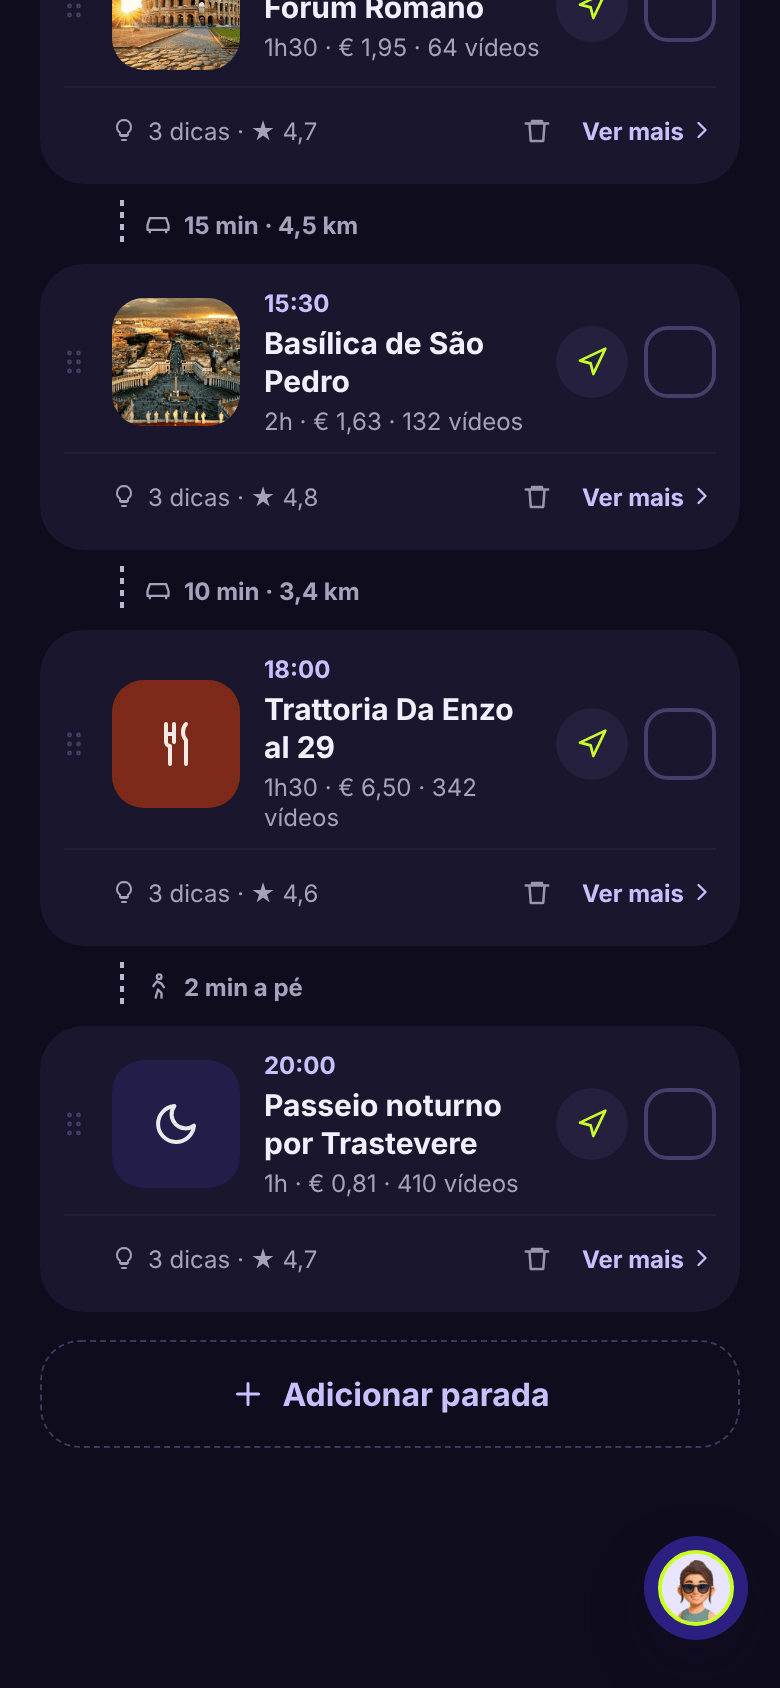 Fórum Romano
1h30 · € 1,95 · 64 vídeos
3 dicas · ★ 4,7
Ver mais
15 min · 4,5 km
15:30
Basílica de São
Pedro
2h · € 1,63 · 132 vídeos
3 dicas · ★ 4,8
Ver mais
10 min · 3,4 km
18:00
Trattoria Da Enzo
al 29
1h30 · € 6,50 · 342
vídeos
3 dicas · ★ 4,6
Ver mais
2 min a pé
20:00
Passeio noturno
por Trastevere
1h · € 0,81 · 410 vídeos
3 dicas · ★ 4,7
Ver mais
Adicionar parada